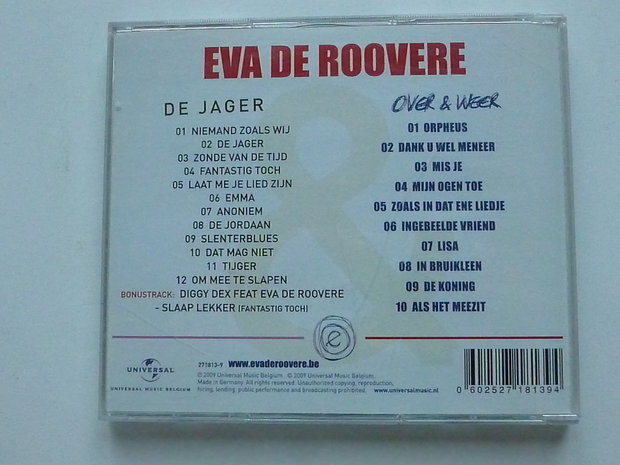 EVA DE ROOVERE
DE JAGER
01 NIEMAND ZOALS WIJ
02 DE JAGER
03 ZONDE VAN DE TIJD
04 FANTASTIG TOCH
05 LAAT ME JE LIED ZIJN
06 EMMA
07 ANONIEM
08 DE JORDAAN
09 SLENTERBLUES
10 DAT MAG NIET
11 TIJGER
12 OM MEE TE SLAPEN
BONUSTRACK: DIGGY DEX FEAT EVA DE ROOVERE
- SLAAP LEKKER (FANTASTIG TOCH)
OVER & WEER
01 ORPHEUS
02 DANK U WEL MENEER
03 MIS JE
04 MIJN OGEN TOE
05 ZOALS IN DAT ENE LIEDJE
06 INGEBEELDE VRIEND
07 LISA
08 IN BRUIKLEEN
09 DE KONING
10 ALS HET MEEZIT
&
e
UNIVERSAL
UNIVERSAL MUSIC BELGIUM
271813-9 www.evaderoovere.be
℗ 2009 Universal Music Belgium. © 2009 Universal Music Belgium.
Made in Germany. All rights reserved. Unauthorized copying, reproduction,
hiring, lending, public performance and broadcasting prohibited.
www.universalmusic.nl
0 602527 181394